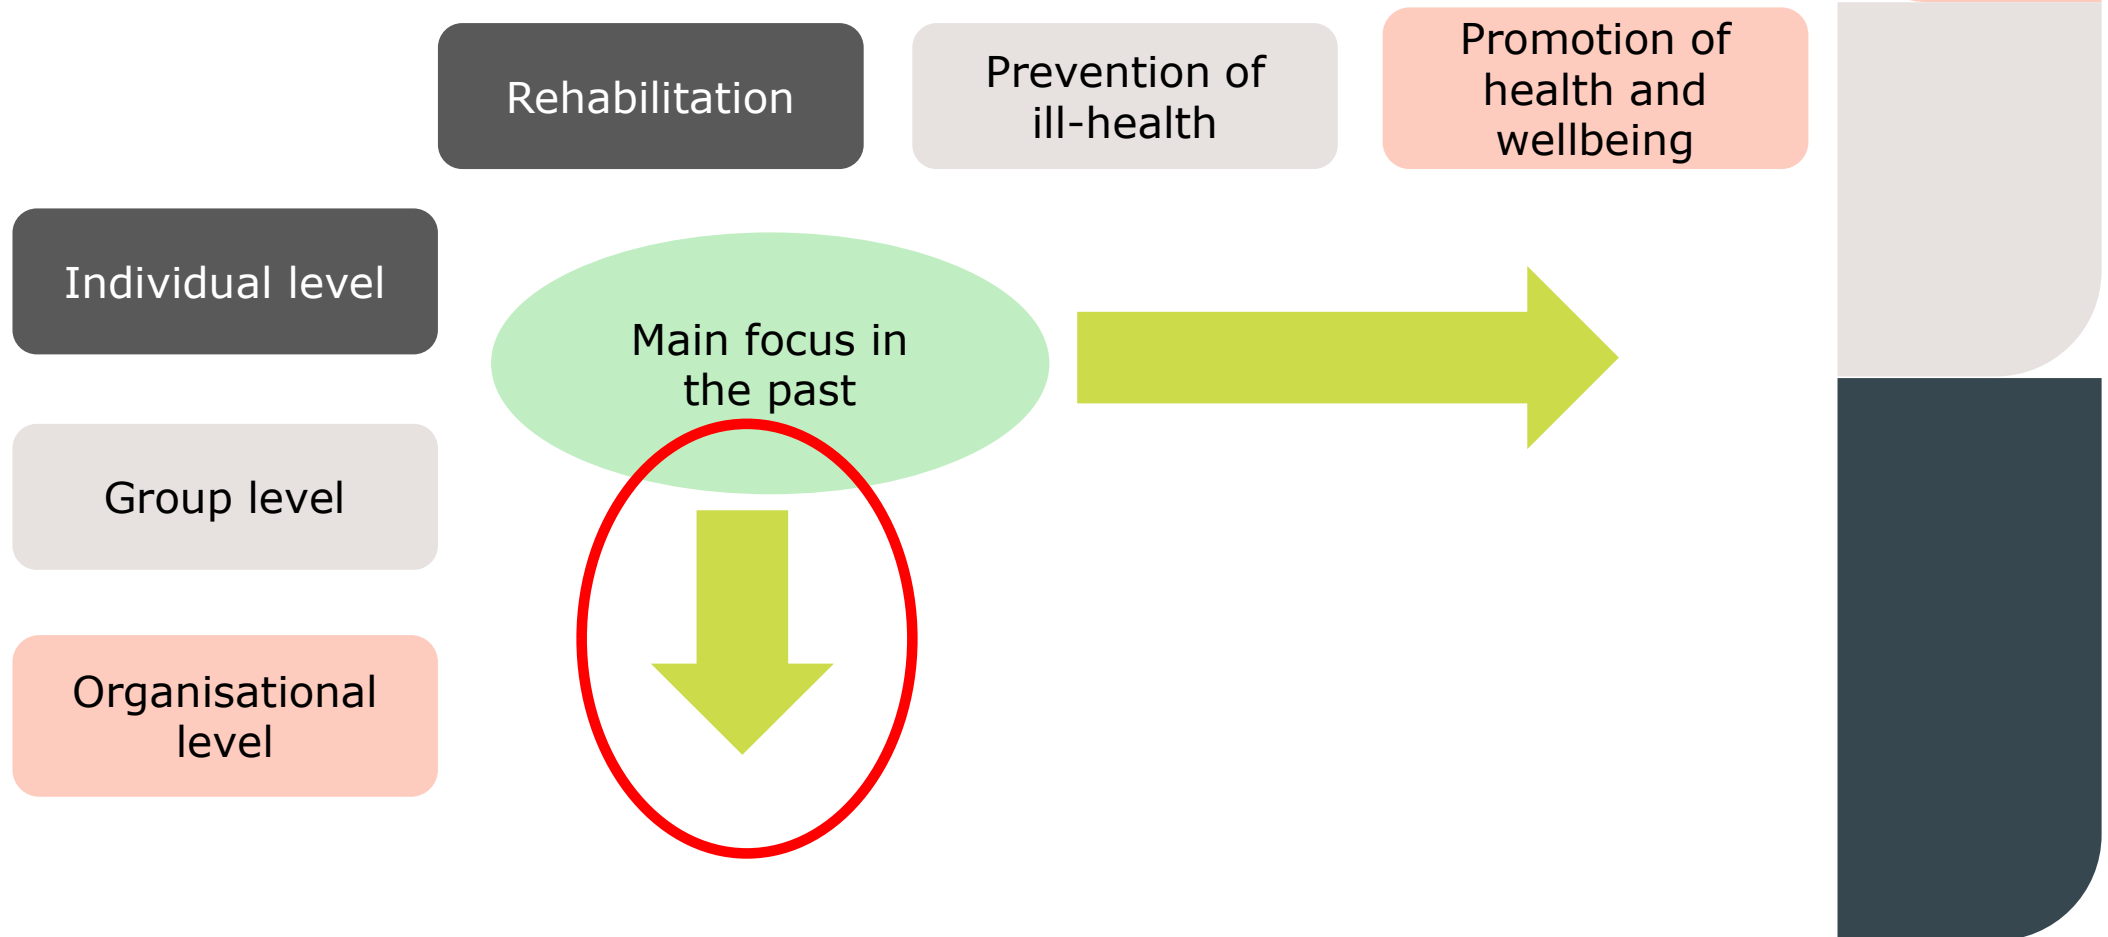 Rehabilitation
Prevention of
ill-health
Promotion of
health and
wellbeing
Individual level
Main focus in
the past
Group level
Organisational
level